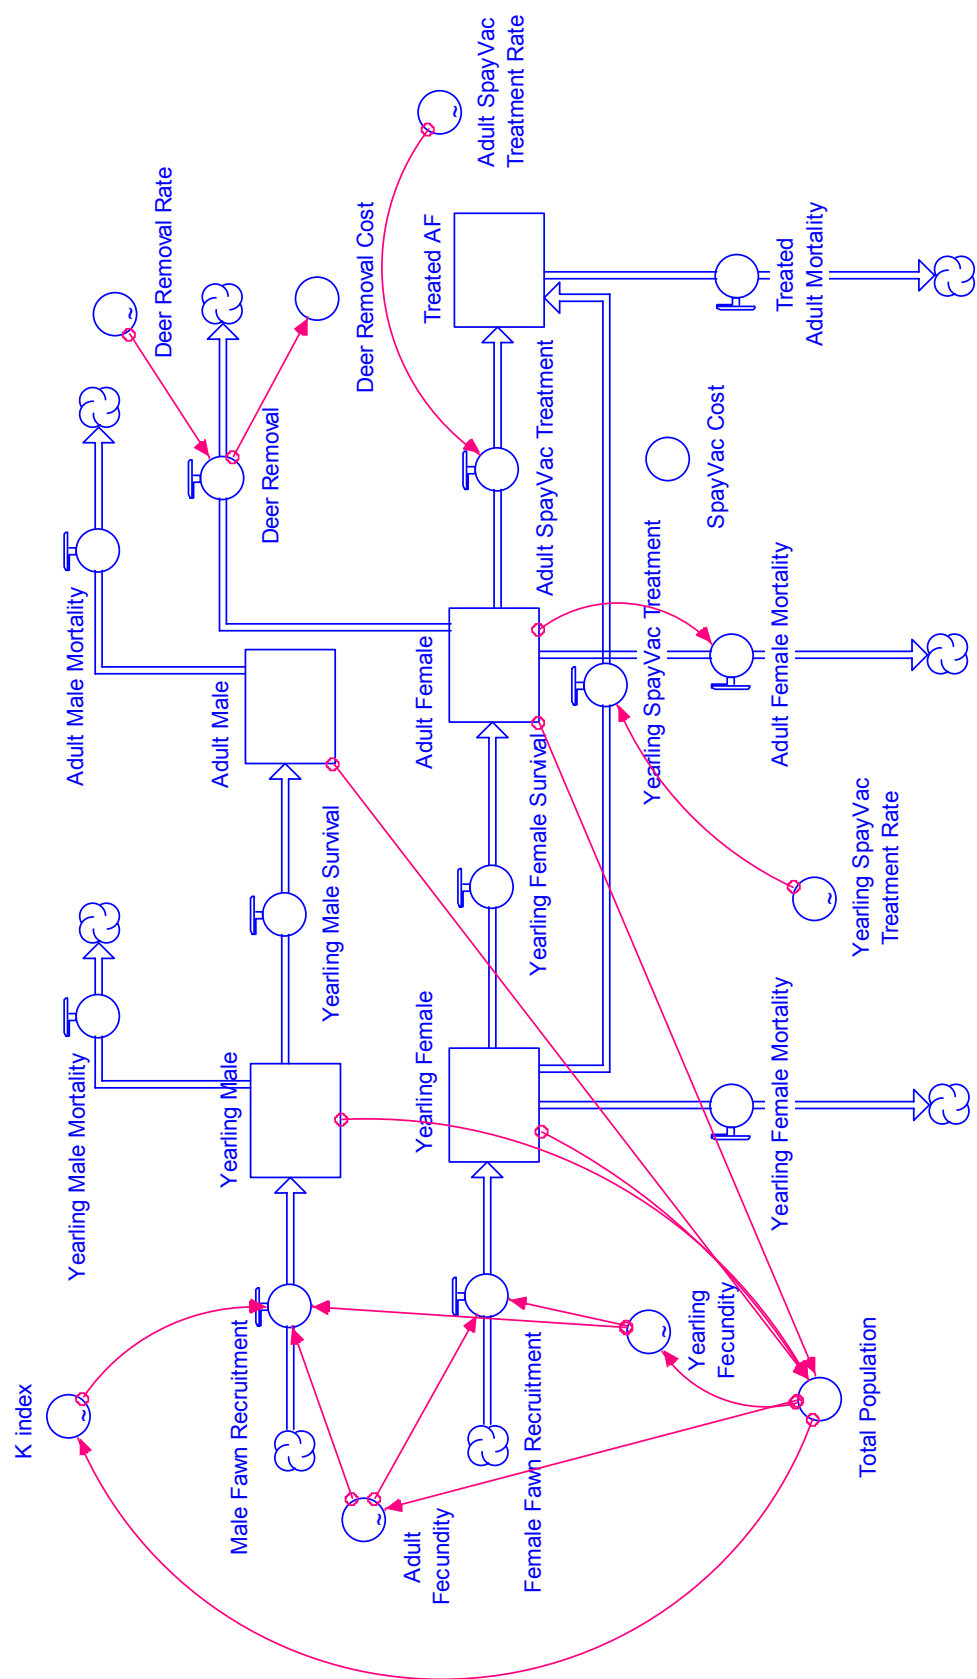 K index
Yearling Male Mortality
Adult Male Mortality
Deer Removal Rate
Male Fawn Recruitment
Yearling Male
Yearling Male Survival
Adult Male
Deer Removal
Deer Removal Cost
Adult
Fecundity
Yearling Female
Adult Female
Treated AF
Adult SpayVac
Treatment Rate
Female Fawn Recruitment
Yearling Female Survival
Adult SpayVac Treatment
Yearling SpayVac Treatment
Yearling
Fecundity
SpayVac Cost
Yearling Female Mortality
Adult Female Mortality
Treated
Adult Mortality
Total Population
Yearling SpayVac
Treatment Rate